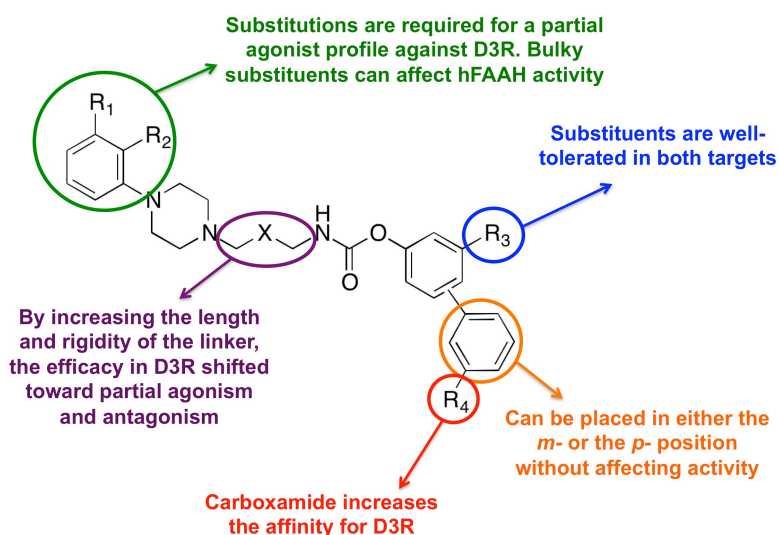 Substitutions are required for a partial
agonist profile against D3R. Bulky
substituents can affect hFAAH activity
R1
R2
Substituents are well-
tolerated in both targets
N
N
X
H
N
O
O
R3
By increasing the length
and rigidity of the linker,
the efficacy in D3R shifted
toward partial agonism
and antagonism
R4
Can be placed in either the
m- or the p- position
without affecting activity
Carboxamide increases
the affinity for D3R